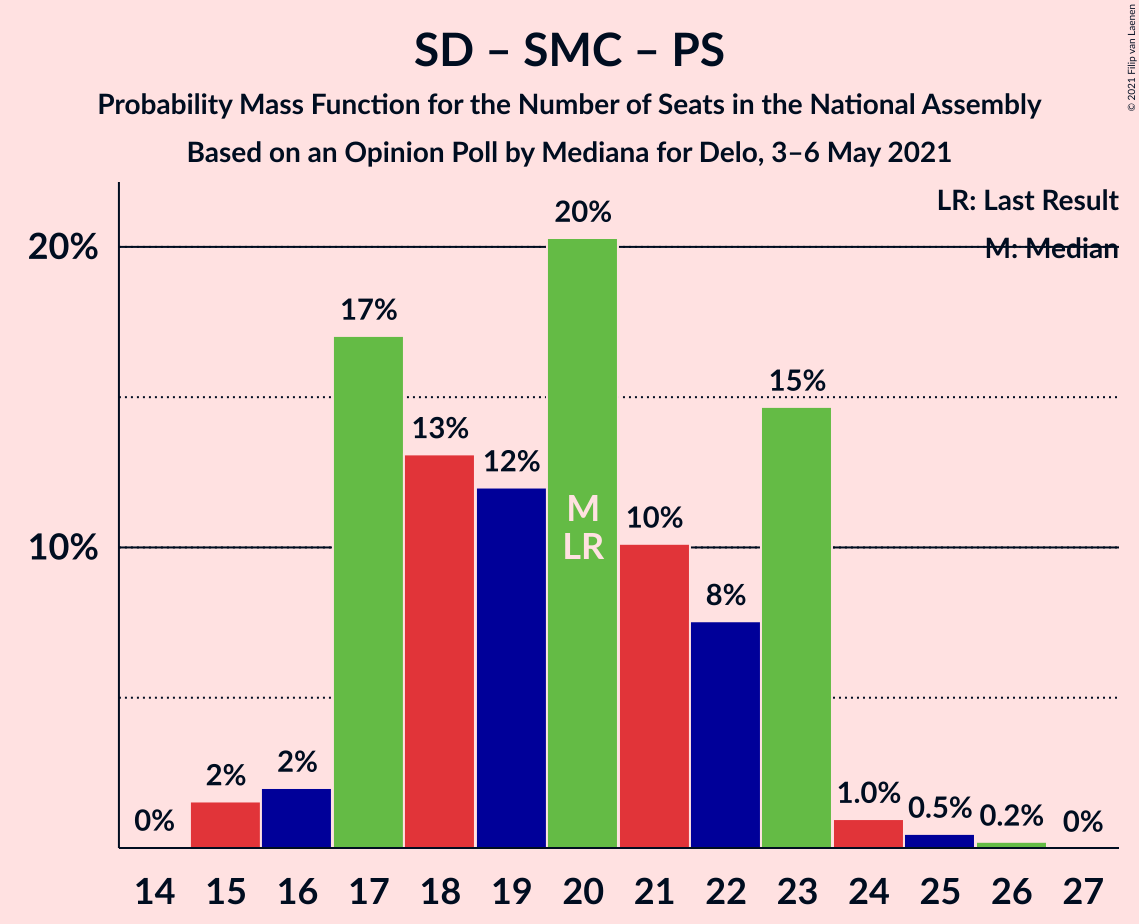 SD – SMC – PS
Probability Mass Function for the Number of Seats in the National Assembly
Based on an Opinion Poll by Mediana for Delo, 3–6 May 2021
© 2021 Filip van Laenen
LR: Last Result
M: Median
20%
10%
0%
2%
2%
17%
13%
12%
20%
10%
8%
15%
1.0%
0.5%
0.2%
0%
M
LR
14 15 16 17 18 19 20 21 22 23 24 25 26 27